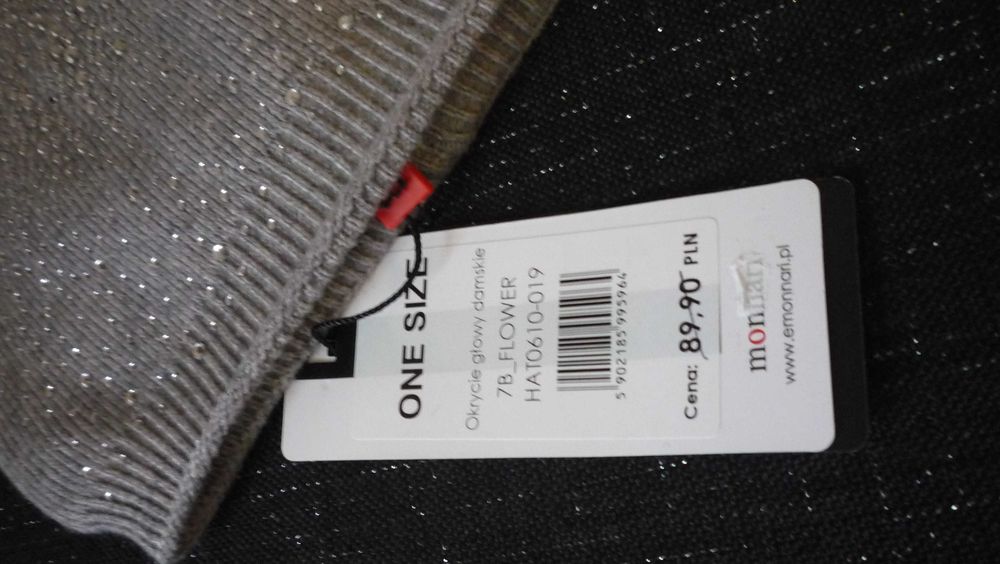 ONE SIZE
Okrycie głowy damskie
7B_FLOWER
HAT0610-019
5 902185 995964
Cena: 89,90 PLN
monnari
www.emonnari.pl